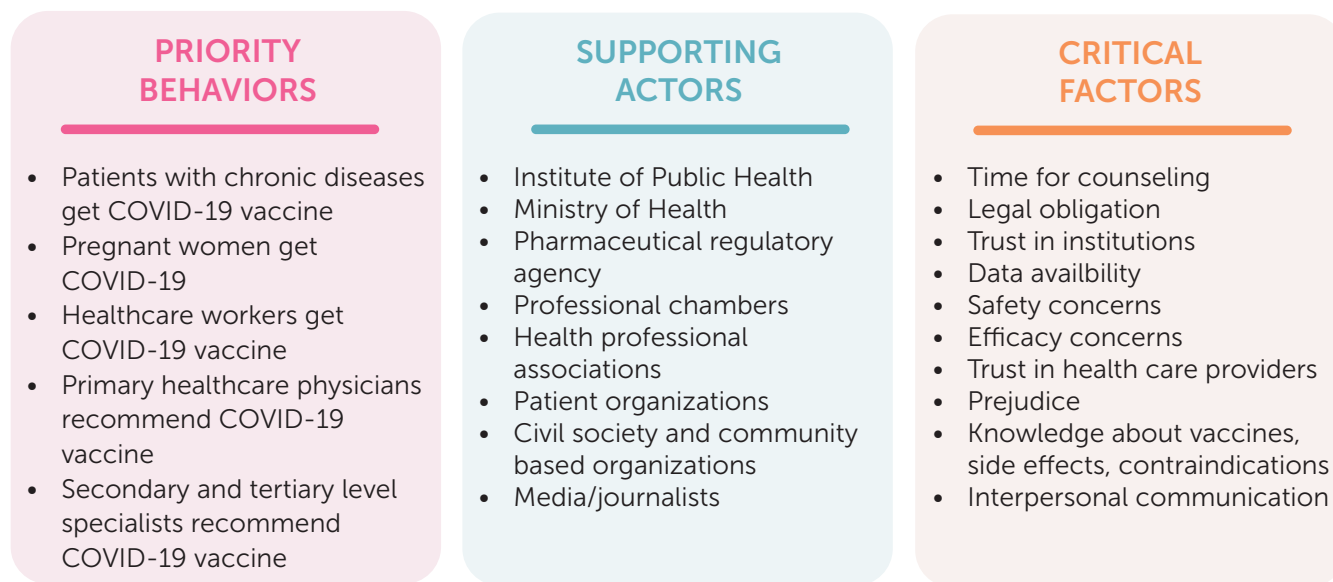 PRIORITY
BEHAVIORS
• Patients with chronic diseases
get COVID-19 vaccine
• Pregnant women get
COVID-19
• Healthcare workers get
COVID-19 vaccine
• Primary healthcare physicians
recommend COVID-19
vaccine
• Secondary and tertiary level
specialists recommend
COVID-19 vaccine
SUPPORTING
ACTORS
• Institute of Public Health
• Ministry of Health
• Pharmaceutical regulatory
agency
• Professional chambers
• Health professional
associations
• Patient organizations
• Civil society and community
based organizations
• Media/journalists
CRITICAL
FACTORS
• Time for counseling
• Legal obligation
• Trust in institutions
• Data availbility
• Safety concerns
• Efficacy concerns
• Trust in health care providers
• Prejudice
• Knowledge about vaccines,
side effects, contraindications
• Interpersonal communication